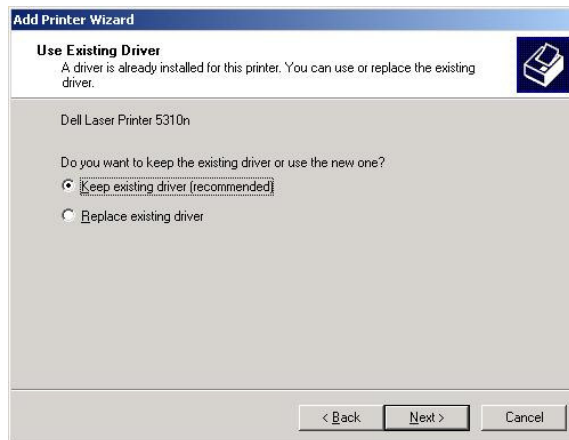 Add Printer Wizard
Use Existing Driver
A driver is already installed for this printer. You can use or replace the existing
driver.
Dell Laser Printer 5310n
Do you want to keep the existing driver or use the new one?
Keep existing driver (recommended)
Replace existing driver
< Back
Next >
Cancel